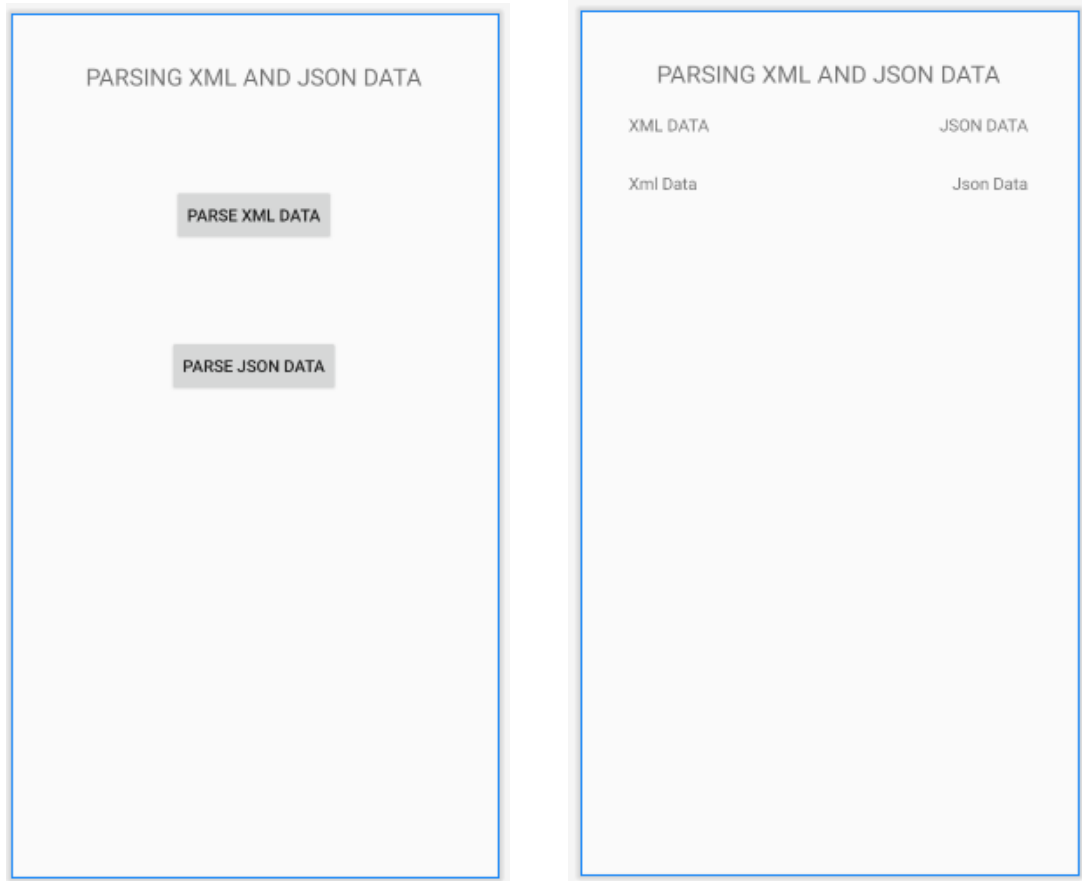 PARSING XML AND JSON DATA
PARSE XML DATA
PARSE JSON DATA
PARSING XML AND JSON DATA
XML DATA JSON DATA
Xml Data Json Data